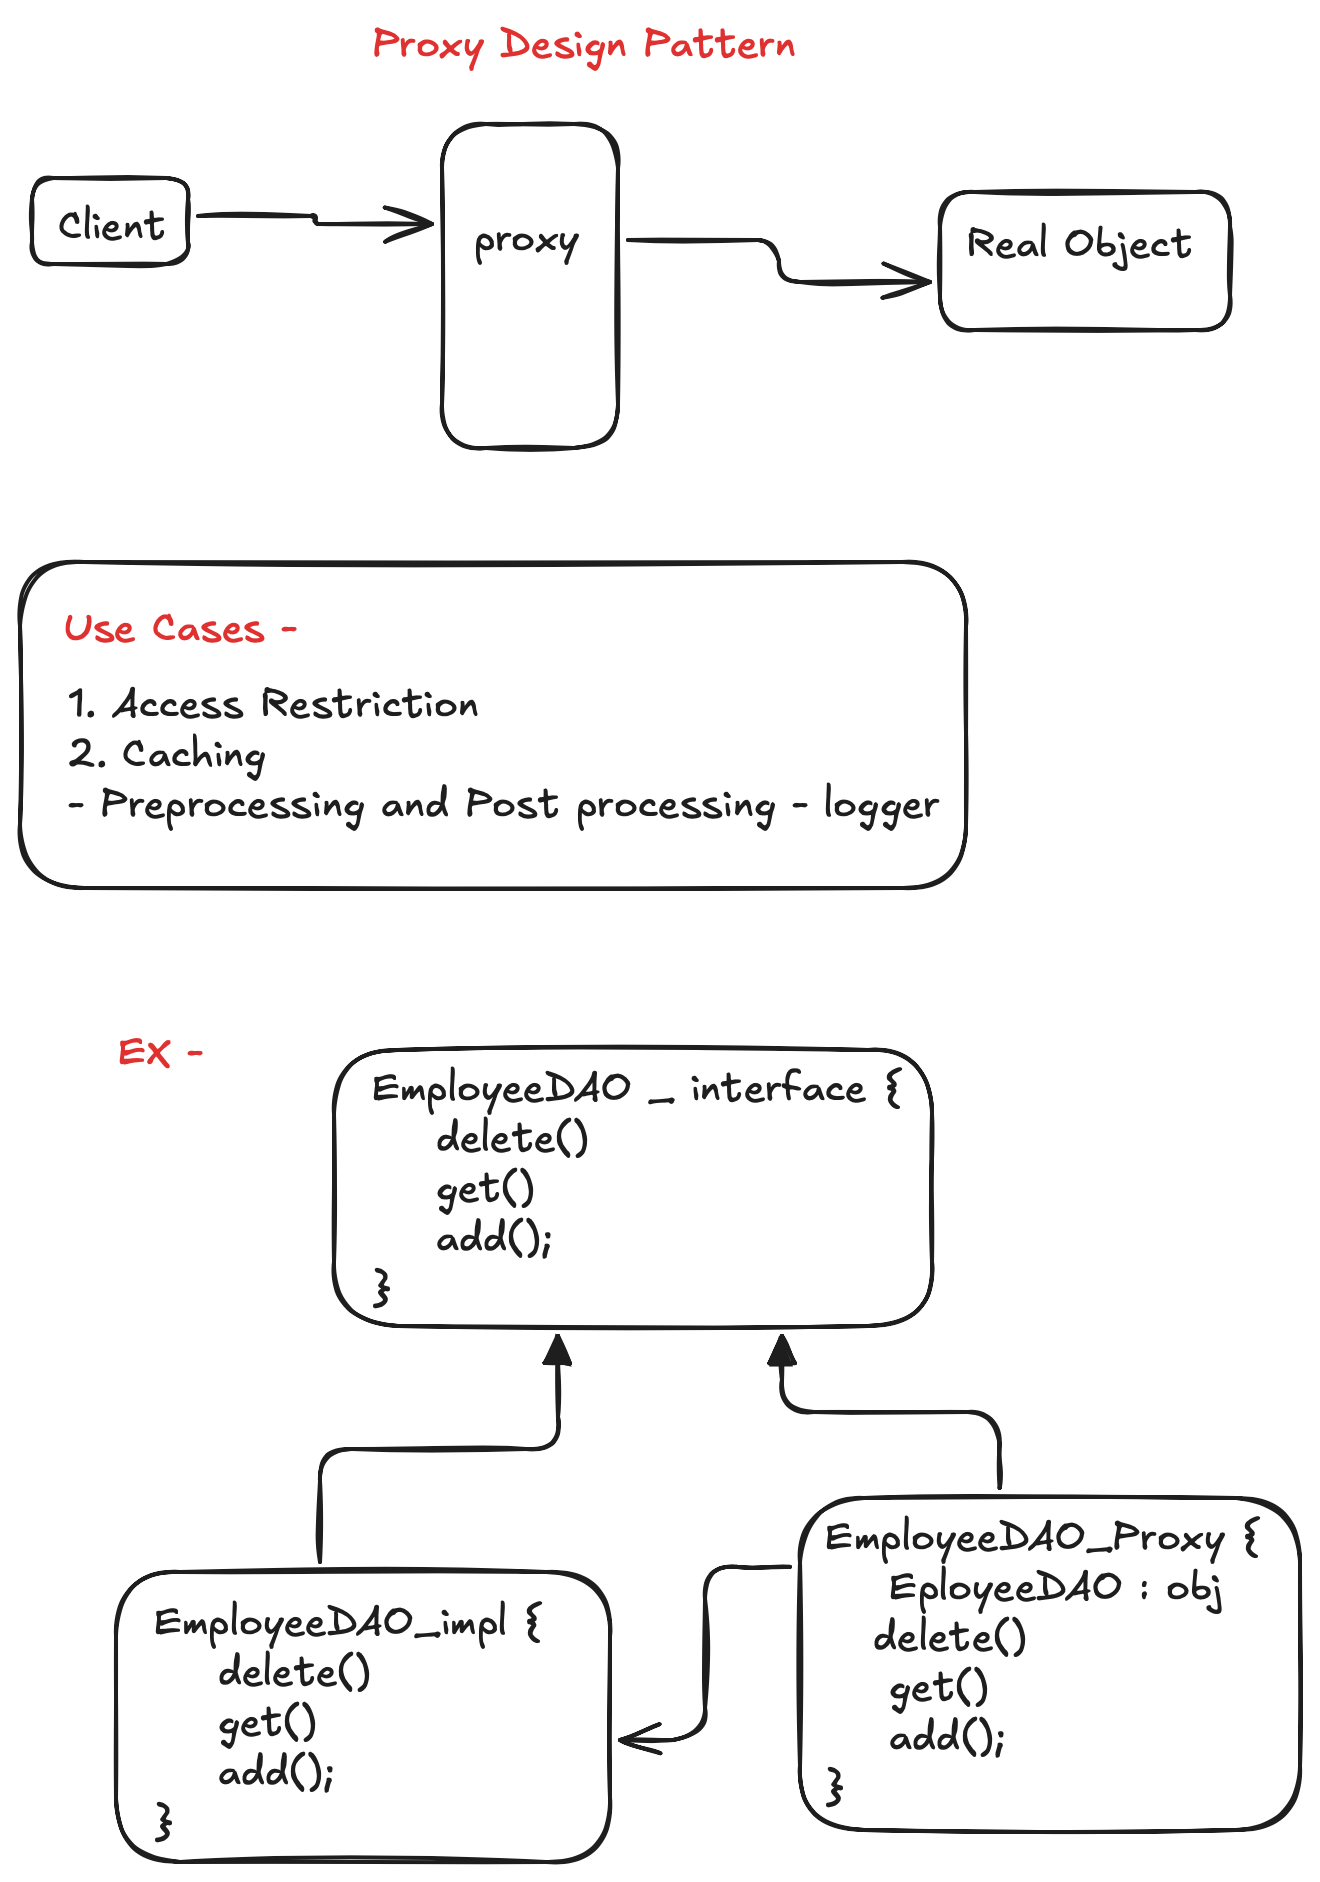 Proxy Design Pattern
Client
proxy
Real Object
Use Cases -
1. Access Restriction
2. Caching
- Preprocessing and Post processing - logger
EX -
EmployeeDAO _ interface {
delete()
get()
add();
}
EmployeeDAO_impl {
delete()
get()
add();
}
EmployeeDAO_Proxy {
EployeeDAO : obj
delete()
get()
add();
}